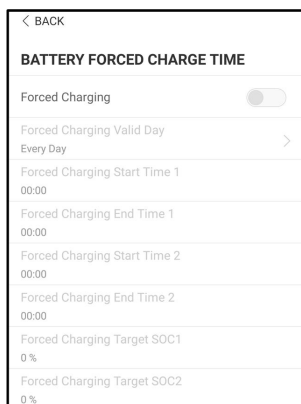 < BACK
BATTERY FORCED CHARGE TIME
Forced Charging
Forced Charging Valid Day
Every Day
Forced Charging Start Time 1
00:00
Forced Charging End Time 1
00:00
Forced Charging Start Time 2
00:00
Forced Charging End Time 2
00:00
Forced Charging Target SOC1
0 %
Forced Charging Target SOC2
0 %